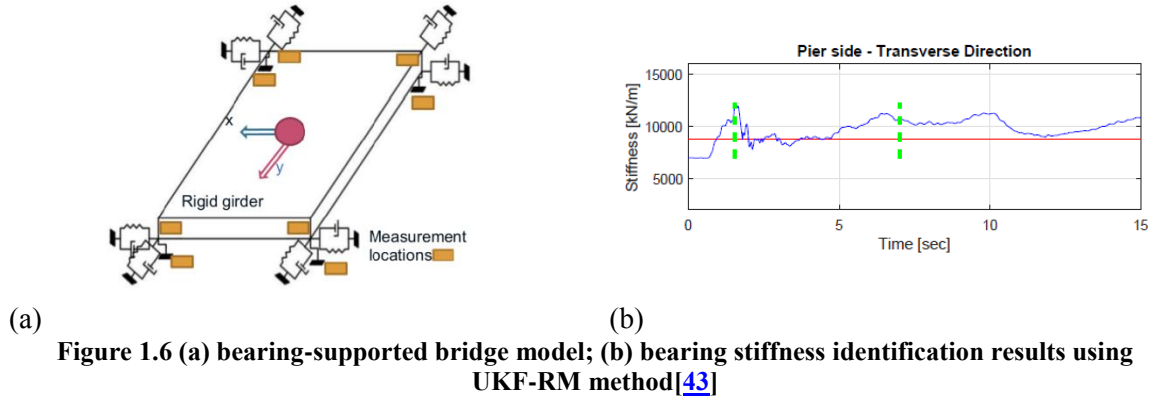 x
y
Rigid girder
Measurement
locations
Pier side - Transverse Direction
15000
10000
5000
Stiffness [kN/m]
0
5
10
15
Time [sec]
(a)
(b)
Figure 1.6 (a) bearing-supported bridge model; (b) bearing stiffness identification results using
UKF-RM method[43]